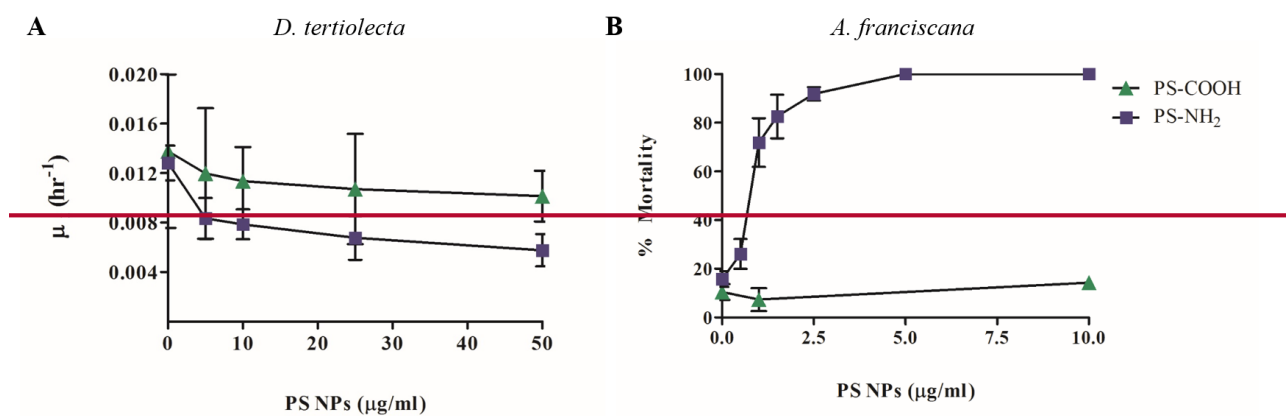 A D. tertiolecta B A. franciscana
0.020
0.016
0.012
0.008
0.004
μ (hr⁻¹)
0 10 20 30 40 50
PS NPs (μg/ml)
100
80
60
40
20
0
% Mortality
0.0 2.5 5.0 7.5 10.0
PS NPs (μg/ml)
PS-COOH
PS-NH₂